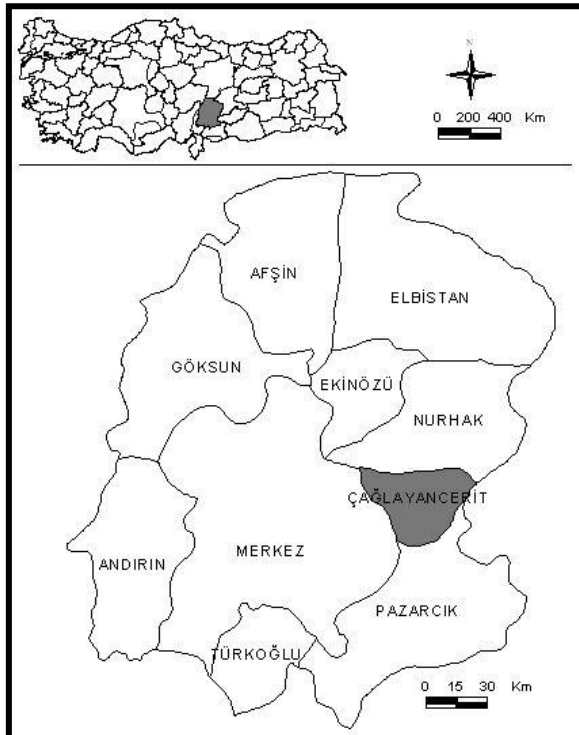 N
0 200 400 Km
AFŞİN
ELBİSTAN
GÖKSUN
EKİNÖZÜ
NURHAK
ÇAĞLAYANCERİT
MERKEZ
ANDIRIN
PAZARCIK
TÜRKOĞLU
0 15 30 Km